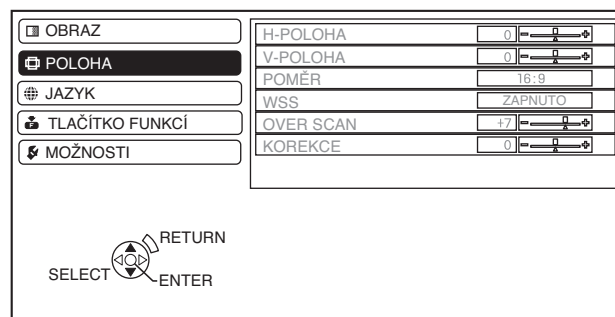 OBRAZ
POLOHA
JAZYK
TLAČÍTKO FUNKCÍ
MOŽNOSTI
H-POLOHA 0
V-POLOHA 0
POMĚR 16:9
WSS ZAPNUTO
OVER SCAN +7
KOREKCE 0
RETURN
SELECT
ENTER